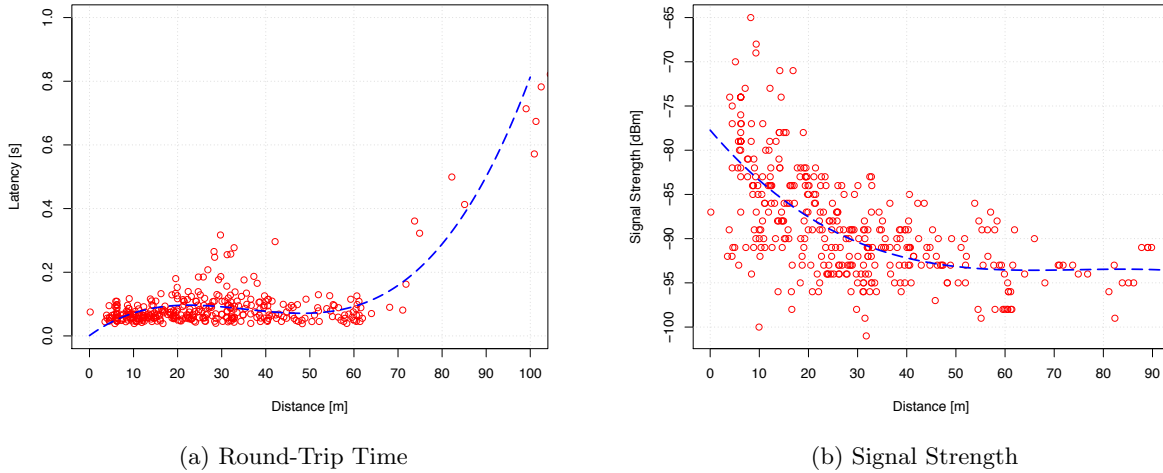 1.0
0.8
0.6
0.4
0.2
0.0
Latency [s]
0 10 20 30 40 50 60 70 80 90 100
Distance [m]
(a) Round-Trip Time
−65
−70
−75
−80
−85
−90
−95
−100
Signal Strength [dBm]
0 10 20 30 40 50 60 70 80 90
Distance [m]
(b) Signal Strength